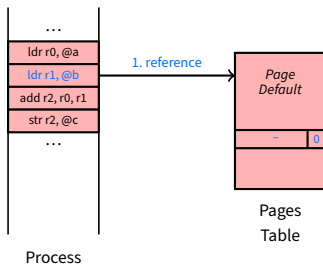 ...
ldr r0, @a
ldr r1, @b
add r2, r0, r1
str r2, @c
...
Process
1. reference
Page
Default
– 0
Pages
Table